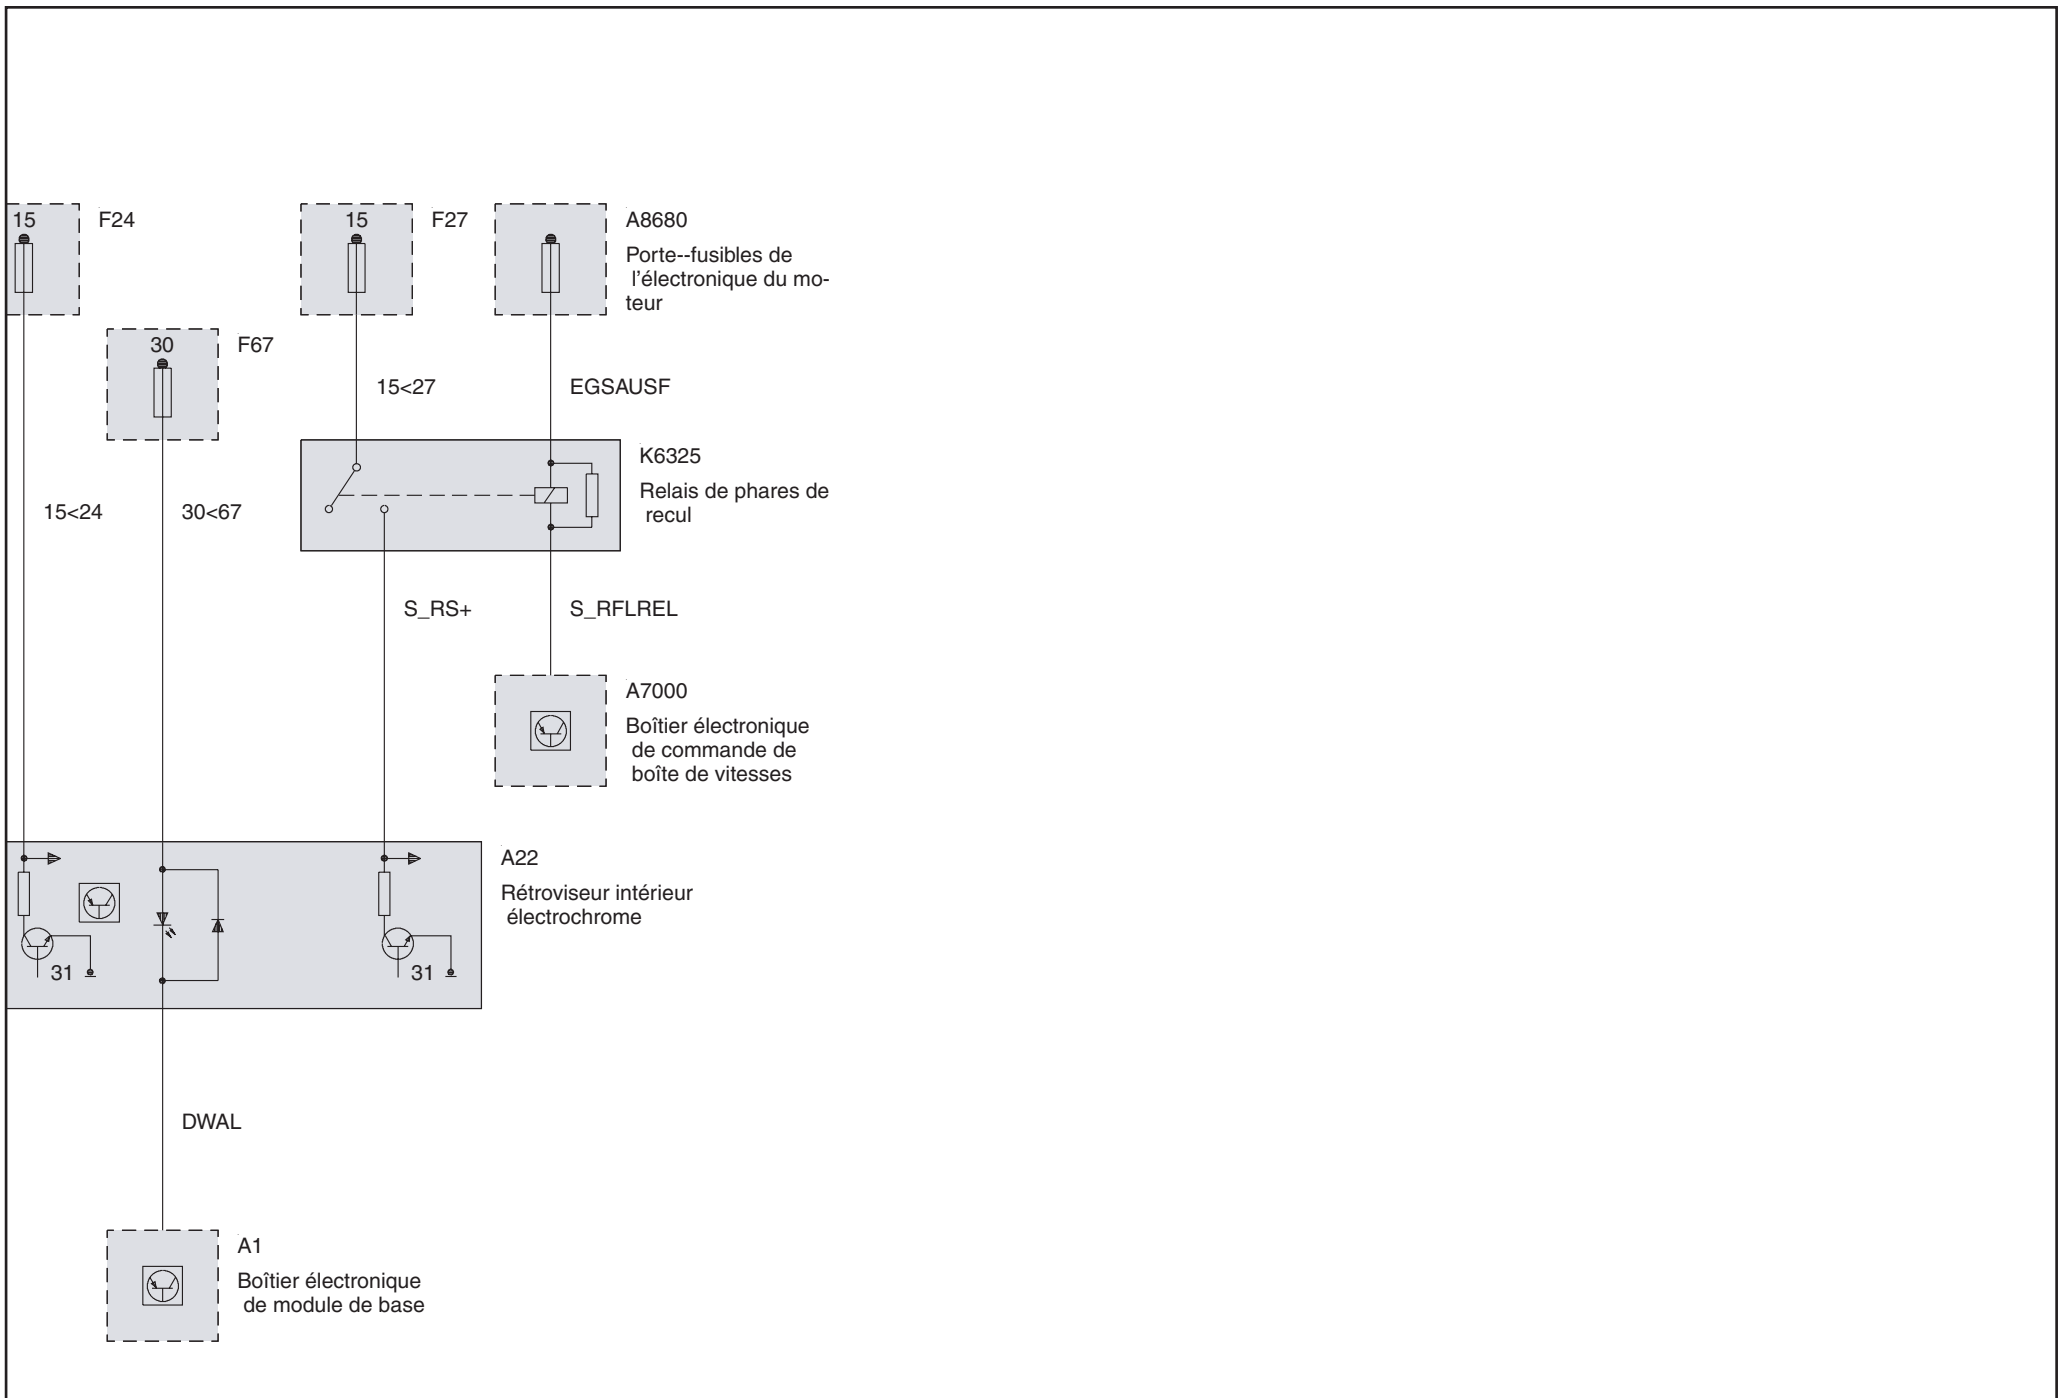 15
F24
15
F27
A8680
Porte--fusibles de
l'électronique du mo-
teur
30
F67
15<27
EGSAUSF
K6325
Relais de phares de
recul
15<24
30<67
S_RS+
S_RFLREL
A7000
Boîtier électronique
de commande de
boîte de vitesses
A22
Rétroviseur intérieur
électrochrome
31
31
DWAL
A1
Boîtier électronique
de module de base